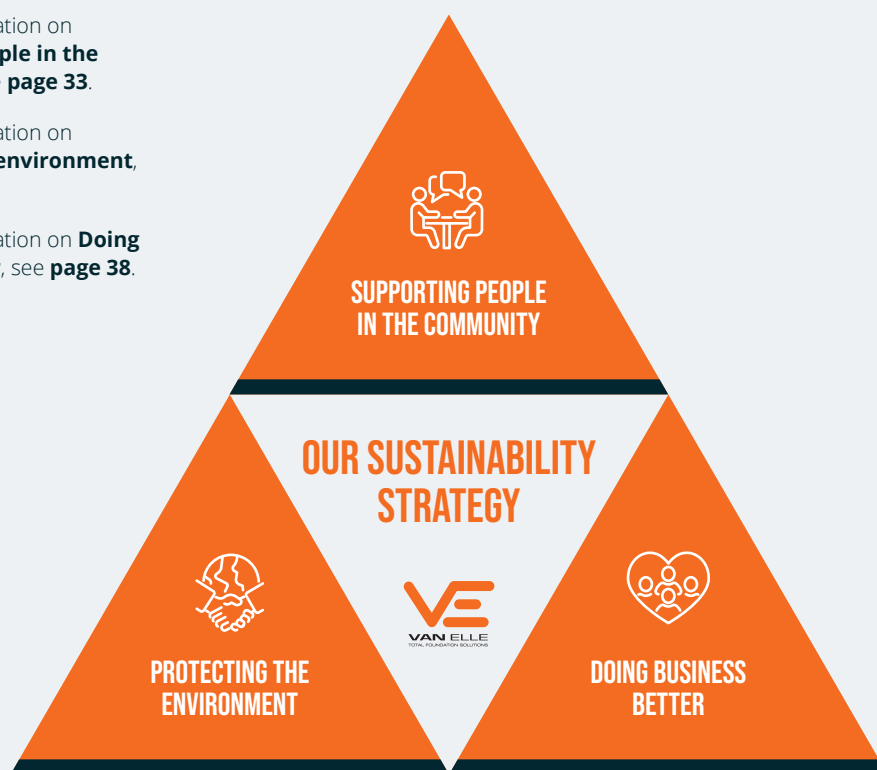 ation on
ple in the
page 33.
ation on
environment,
ation on Doing
, see page 38.
SUPPORTING PEOPLE
IN THE COMMUNITY
OUR SUSTAINABILITY
STRATEGY
VE
VAN ELLE
TOTAL FOUNDATION SOLUTIONS
PROTECTING THE
ENVIRONMENT
DOING BUSINESS
BETTER